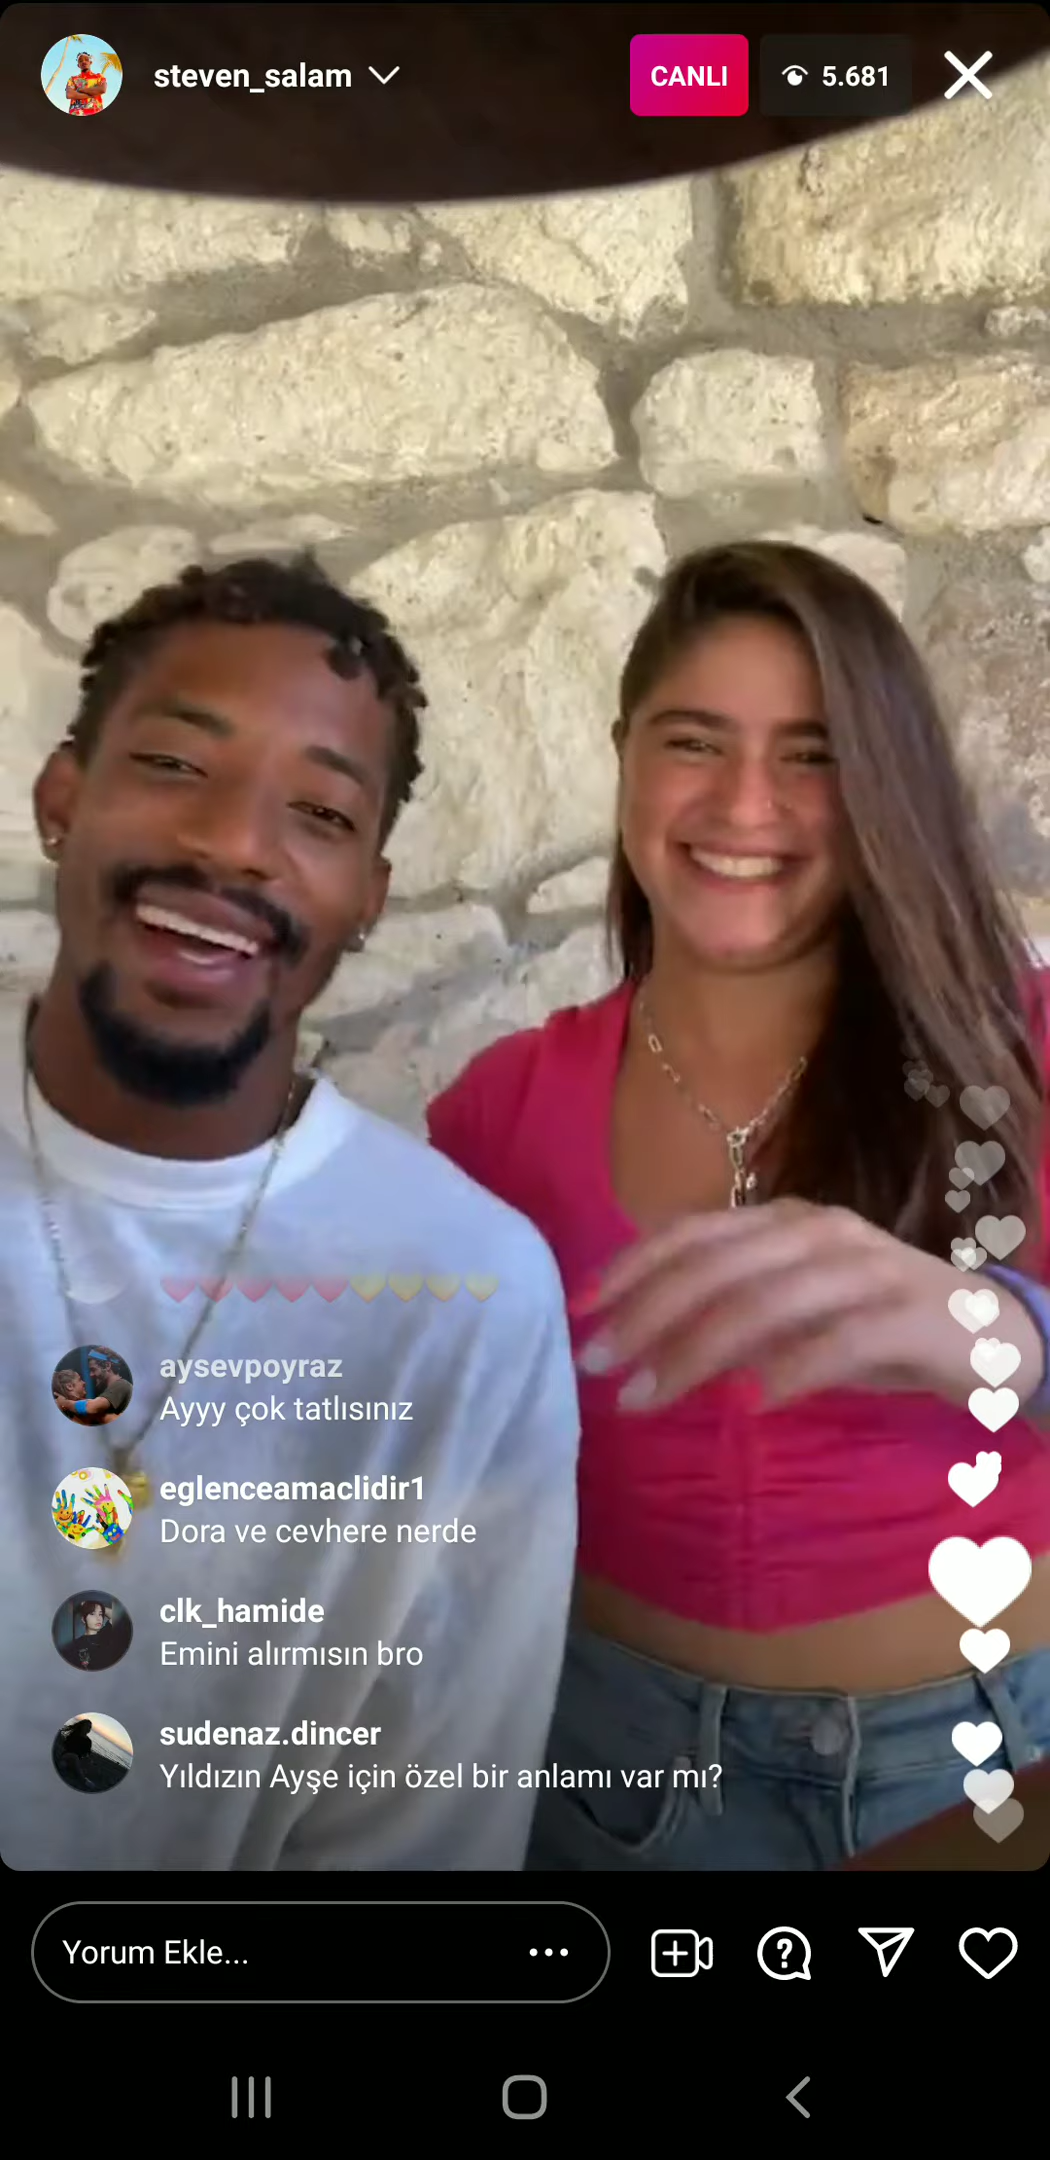 steven_salam
CANLI
5.681
aysevpoyraz
Ayyy çok tatlısınız
eglenceamaclidir1
Dora ve cevhere nerde
clk_hamide
Emini alırmısın bro
sudenaz.dincer
Yıldızın Ayşe için özel bir anlamı var mı?
Yorum Ekle...